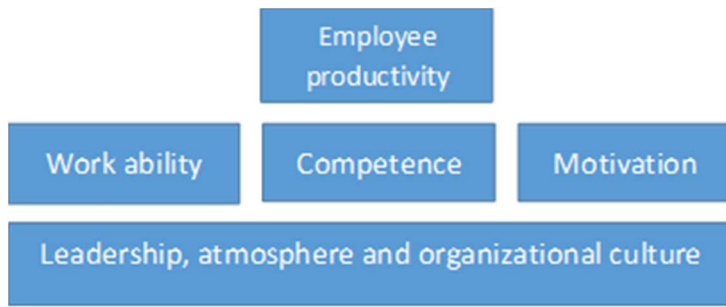 Employee
productivity
Work ability
Competence
Motivation
Leadership, atmosphere and organizational culture